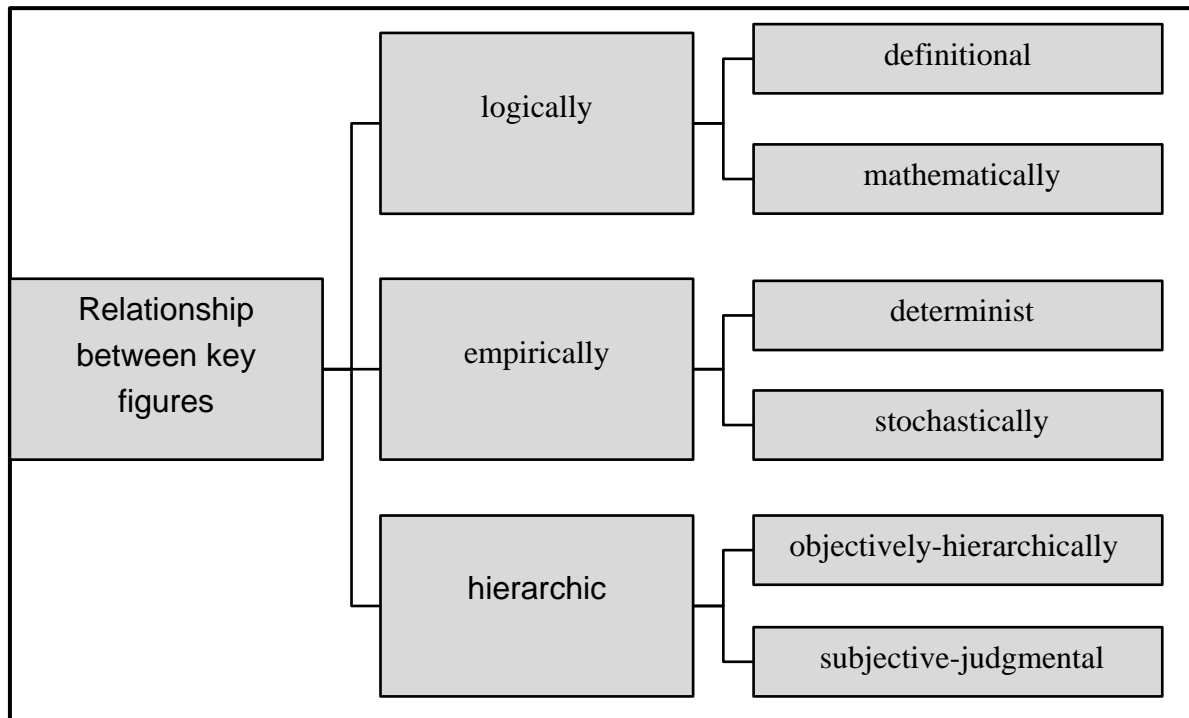 Relationship
between key
figures
logically
definitional
mathematically
empirically
determinist
stochastically
hierarchic
objectively-hierarchically
subjective-judgmental